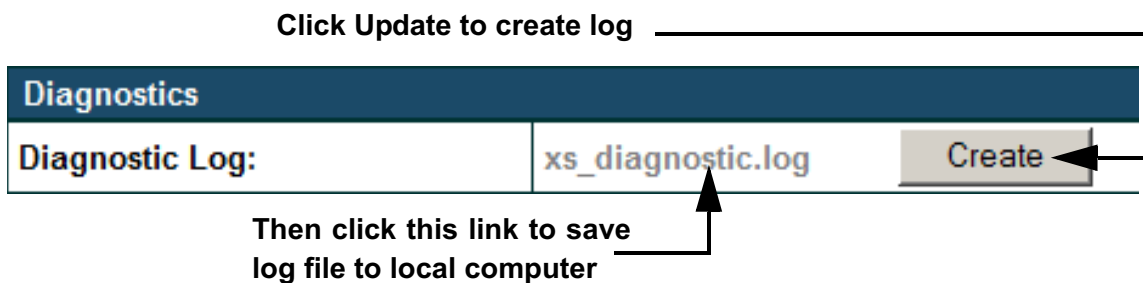 Click Update to create log
Diagnostics
Diagnostic Log: xs_diagnostic.log Create
Then click this link to save
log file to local computer